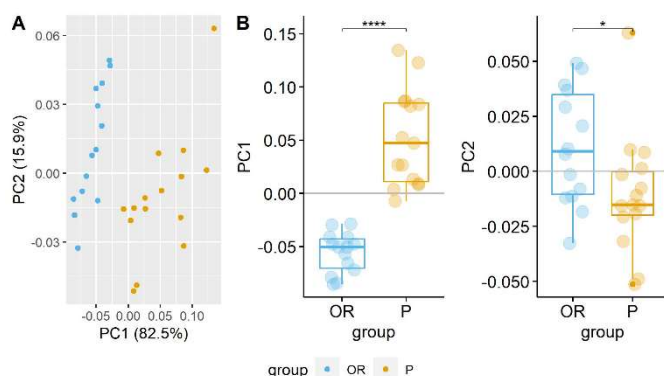 A
PC2 (15.9%)
0.06
0.03
0.00
-0.03
-0.05 0.00 0.05 0.10
PC1 (82.5%)
B
****
PC1
0.15
0.10
0.05
0.00
-0.05
OR P
group
*
PC2
0.050
0.025
0.000
-0.025
-0.050
OR P
group
group OR P